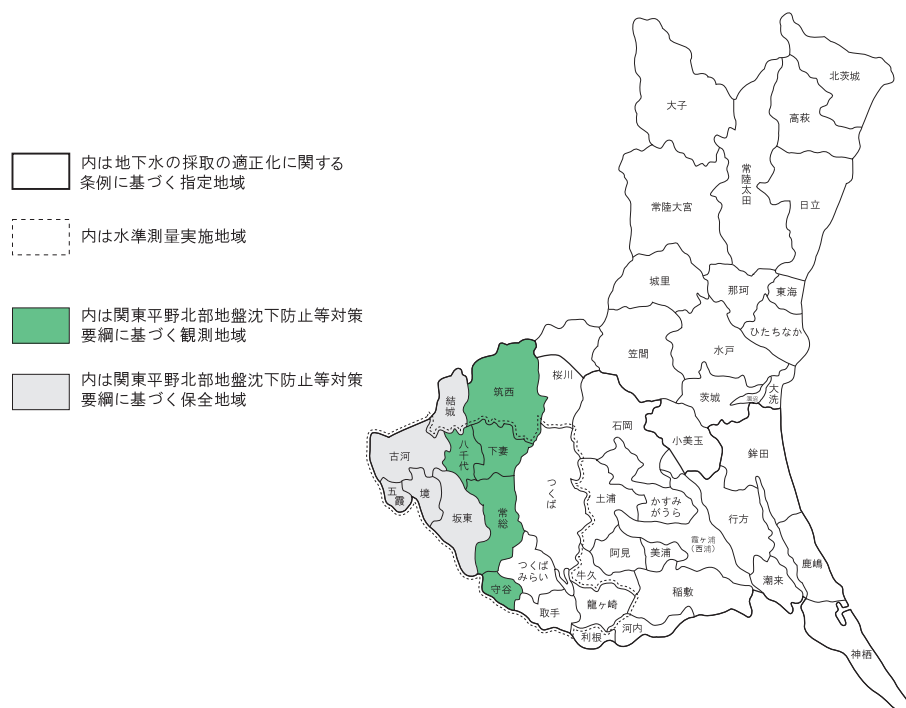 内は地下水の採取の適正化に関する
条例に基づく指定地域
内は水準測量実施地域
内は関東平野北部地盤沈下防止等対策
要綱に基づく観測地域
内は関東平野北部地盤沈下防止等対策
要綱に基づく保全地域
北茨城
大子
高萩
常陸太田
常陸大宮
日立
城里
那珂
東海
ひたちなか
水戸
笠間
桜川
筑西
茨城
大洗
結城
石岡
小美玉
鉾田
古河
八千代
下妻
つくば
五霞
境
坂東
常総
土浦
かすみ
がうら
行方
霞ヶ浦
(西浦)
阿見
美浦
鹿嶋
つくば
みらい
牛久
潮来
守谷
稲敷
取手
龍ヶ崎
利根
河内
神栖